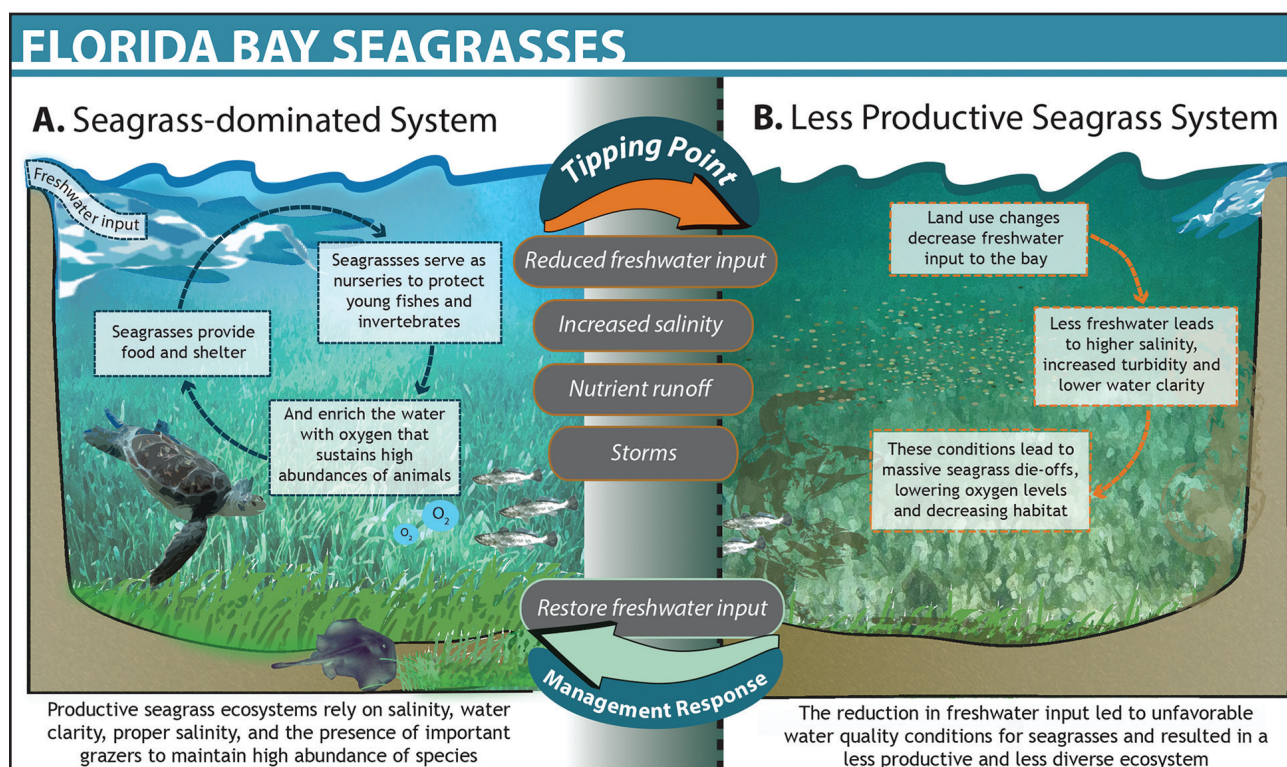 FLORIDA BAY SEAGRASSES
A. Seagrass-dominated System
Freshwater input
Seagrassses serve as
nurseries to protect
young fishes and
invertebrates
Seagrasses provide
food and shelter
And enrich the water
with oxygen that
sustains high
abundances of animals
O2
O2
Productive seagrass ecosystems rely on salinity, water
clarity, proper salinity, and the presence of important
grazers to maintain high abundance of species
Tipping Point
Reduced freshwater input
Increased salinity
Nutrient runoff
Storms
Restore freshwater input
Management Response
B. Less Productive Seagrass System
Land use changes
decrease freshwater
input to the bay
Less freshwater leads
to higher salinity,
increased turbidity and
lower water clarity
These conditions lead to
massive seagrass die-offs,
lowering oxygen levels
and decreasing habitat
The reduction in freshwater input led to unfavorable
water quality conditions for seagrasses and resulted in a
less productive and less diverse ecosystem